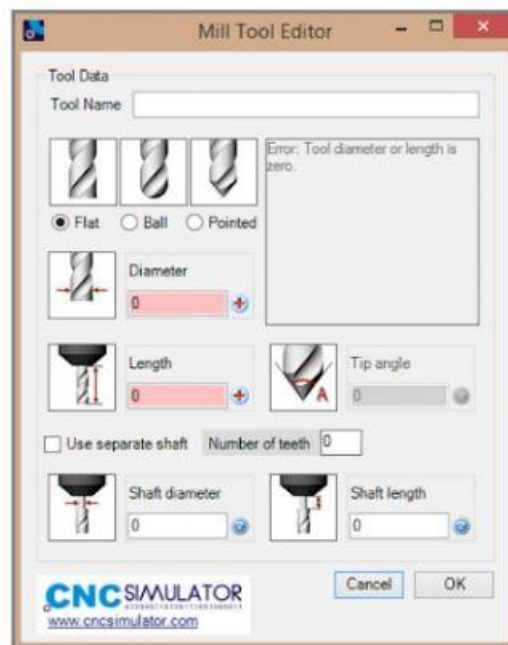 Mill Tool Editor
Tool Data
Tool Name
Error: Tool diameter or length is
zero.
Flat Ball Pointed
Diameter
0
Length
0
Tip angle
A
0
Use separate shaft Number of teeth 0
Shaft diameter
0
Shaft length
0
Cancel OK
CNC SIMULATOR
www.cncsimulator.com